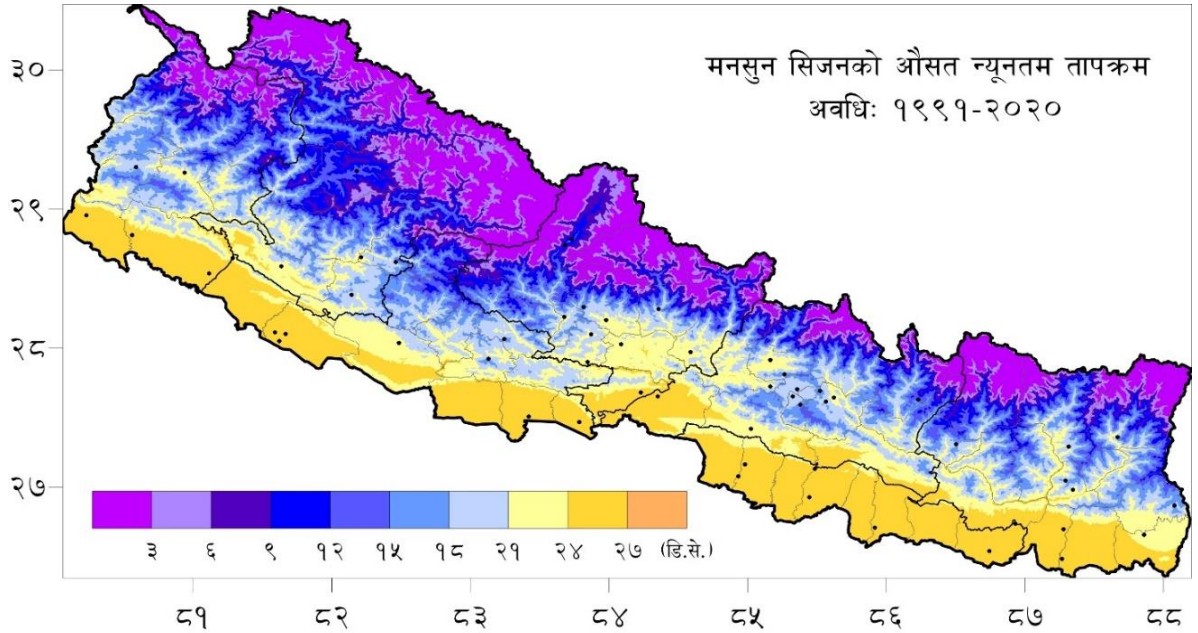 मनसुन सिजनको औसत न्यूनतम तापक्रम
अवधिः १९९१-२०२०
३०
२९
२८
२७
३ ६ ९ १२ १५ १८ २१ २४ २७ (डि.से.)
८१ ८२ ८३ ८४ ८५ ८६ ८७ ८८